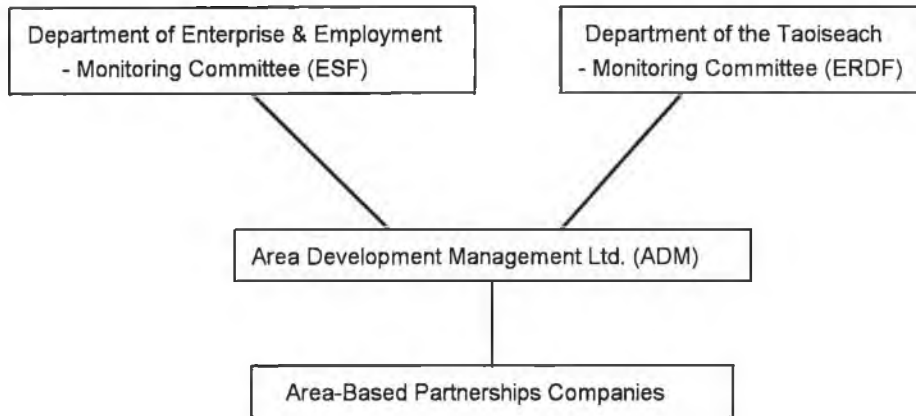 Department of Enterprise & Employment
- Monitoring Committee (ESF)
Department of the Taoiseach
- Monitoring Committee (ERDF)
Area Development Management Ltd. (ADM)
Area-Based Partnerships Companies